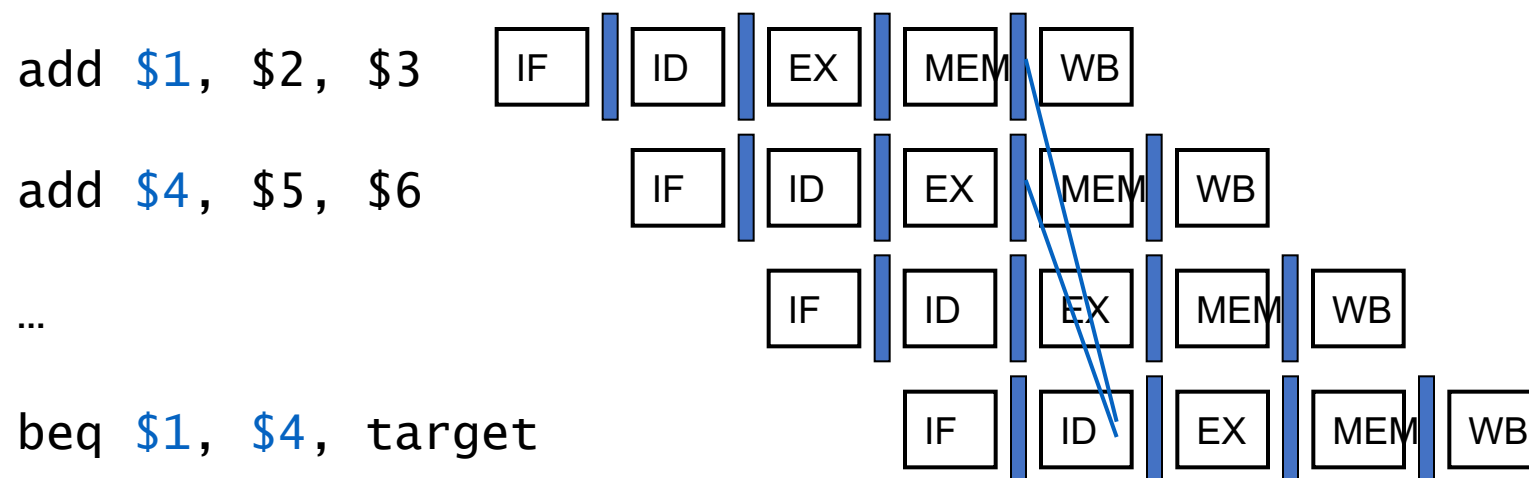 add $1, $2, $3 IF ID EX MEM WB
add $4, $5, $6 IF ID EX MEM WB
… IF ID EX MEM WB
beq $1, $4, target IF ID EX MEM WB